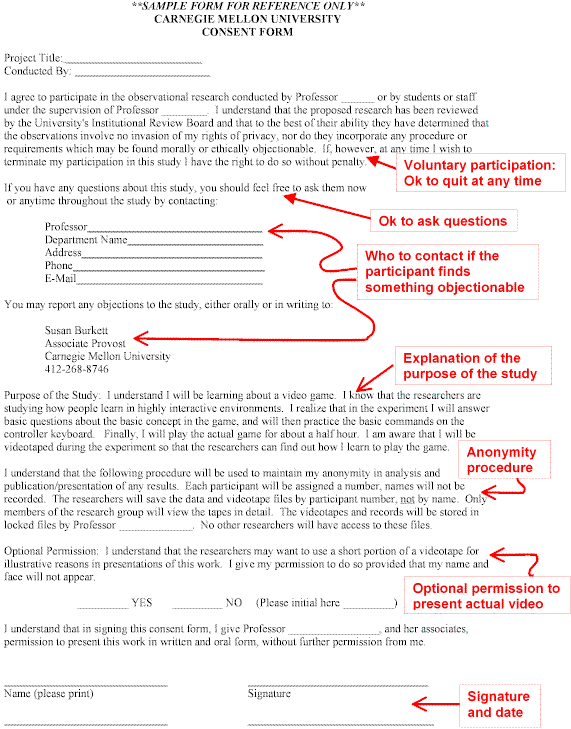 **SAMPLE FORM FOR REFERENCE ONLY**
CARNEGIE MELLON UNIVERSITY
CONSENT FORM
Project Title:
Conducted By:
I agree to participate in the observational research conducted by Professor ______ or by students or staff
under the supervision of Professor ________. I understand that the proposed research has been reviewed
by the University's Institutional Review Board and that to the best of their ability they have determined that
the observations involve no invasion of my rights of privacy, nor do they incorporate any procedure or
requirements which may be found morally or ethically objectionable. If, however, at any time I wish to
terminate my participation in this study I have the right to do so without penalty.
Voluntary participation:
Ok to quit at any time
If you have any questions about this study, you should feel free to ask them now
or anytime throughout the study by contacting:
Ok to ask questions
Professor
Department Name
Address
Phone
E-Mail
Who to contact if the
participant finds
something objectionable
You may report any objections to the study, either orally or in writing to:
Susan Burkett
Associate Provost
Carnegie Mellon University
412-268-8746
Explanation of the
purpose of the study
Purpose of the Study: I understand I will be learning about a video game. I know that the researchers are
studying how people learn in highly interactive environments. I realize that in the experiment I will answer
basic questions about the basic concept in the game, and will then practice the basic commands on the
controller keyboard. Finally, I will play the actual game for about a half hour. I am aware that I will be
videotaped during the experiment so that the researchers can find out how I learn to play the game.
Anonymity
procedure
I understand that the following procedure will be used to maintain my anonymity in analysis and
publication/presentation of any results. Each participant will be assigned a number, names will not be
recorded. The researchers will save the data and videotape files by participant number, not by name. Only
members of the research group will view the tapes in detail. The videotapes and records will be stored in
locked files by Professor ____________. No other researchers will have access to these files.
Optional Permission: I understand that the researchers may want to use a short portion of a videotape for
illustrative reasons in presentations of this work. I give my permission to do so provided that my name and
face will not appear.
Optional permission to
present actual video
________ YES ________ NO (Please initial here ________)
I understand that in signing this consent form, I give Professor ______________, and her associates,
permission to present this work in written and oral form, without further permission from me.
Name (please print) Signature
Signature
and date